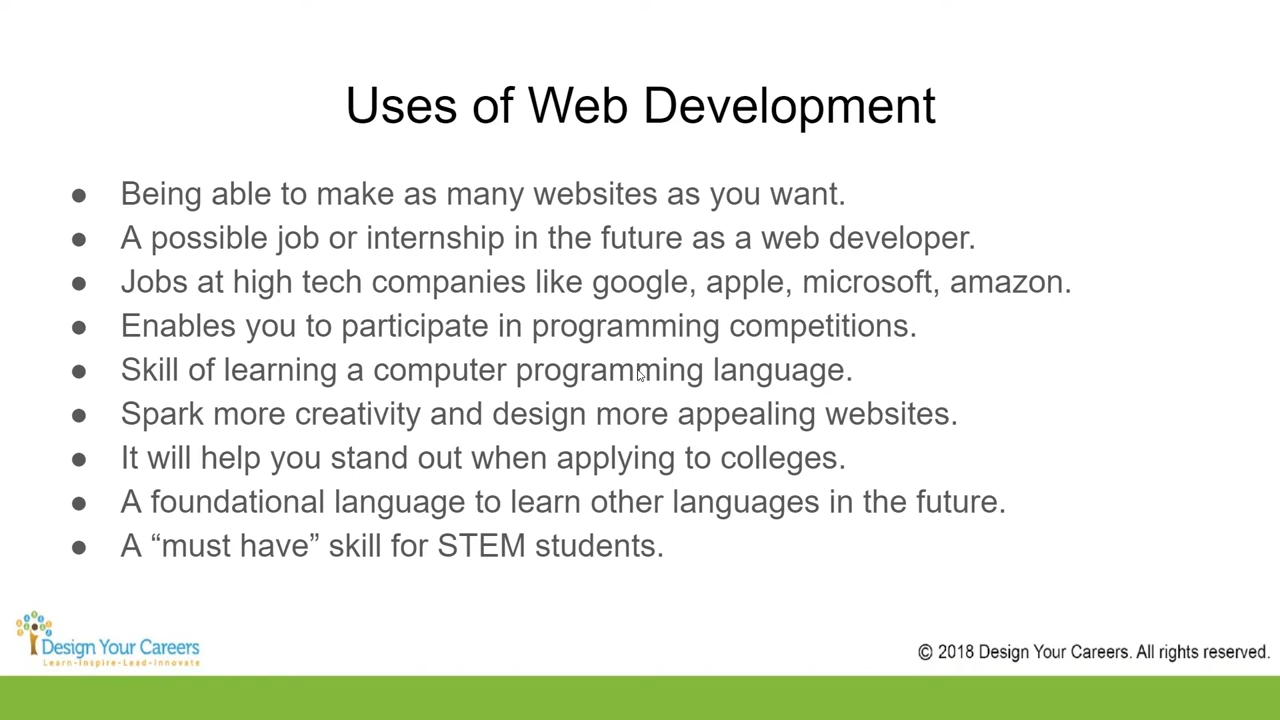 Uses of Web Development
● Being able to make as many websites as you want.
● A possible job or internship in the future as a web developer.
● Jobs at high tech companies like google, apple, microsoft, amazon.
● Enables you to participate in programming competitions.
● Skill of learning a computer programming language.
● Spark more creativity and design more appealing websites.
● It will help you stand out when applying to colleges.
● A foundational language to learn other languages in the future.
● A “must have” skill for STEM students.
Design Your Careers
Learn-Inspire-Lead-Innovate
© 2018 Design Your Careers. All rights reserved.